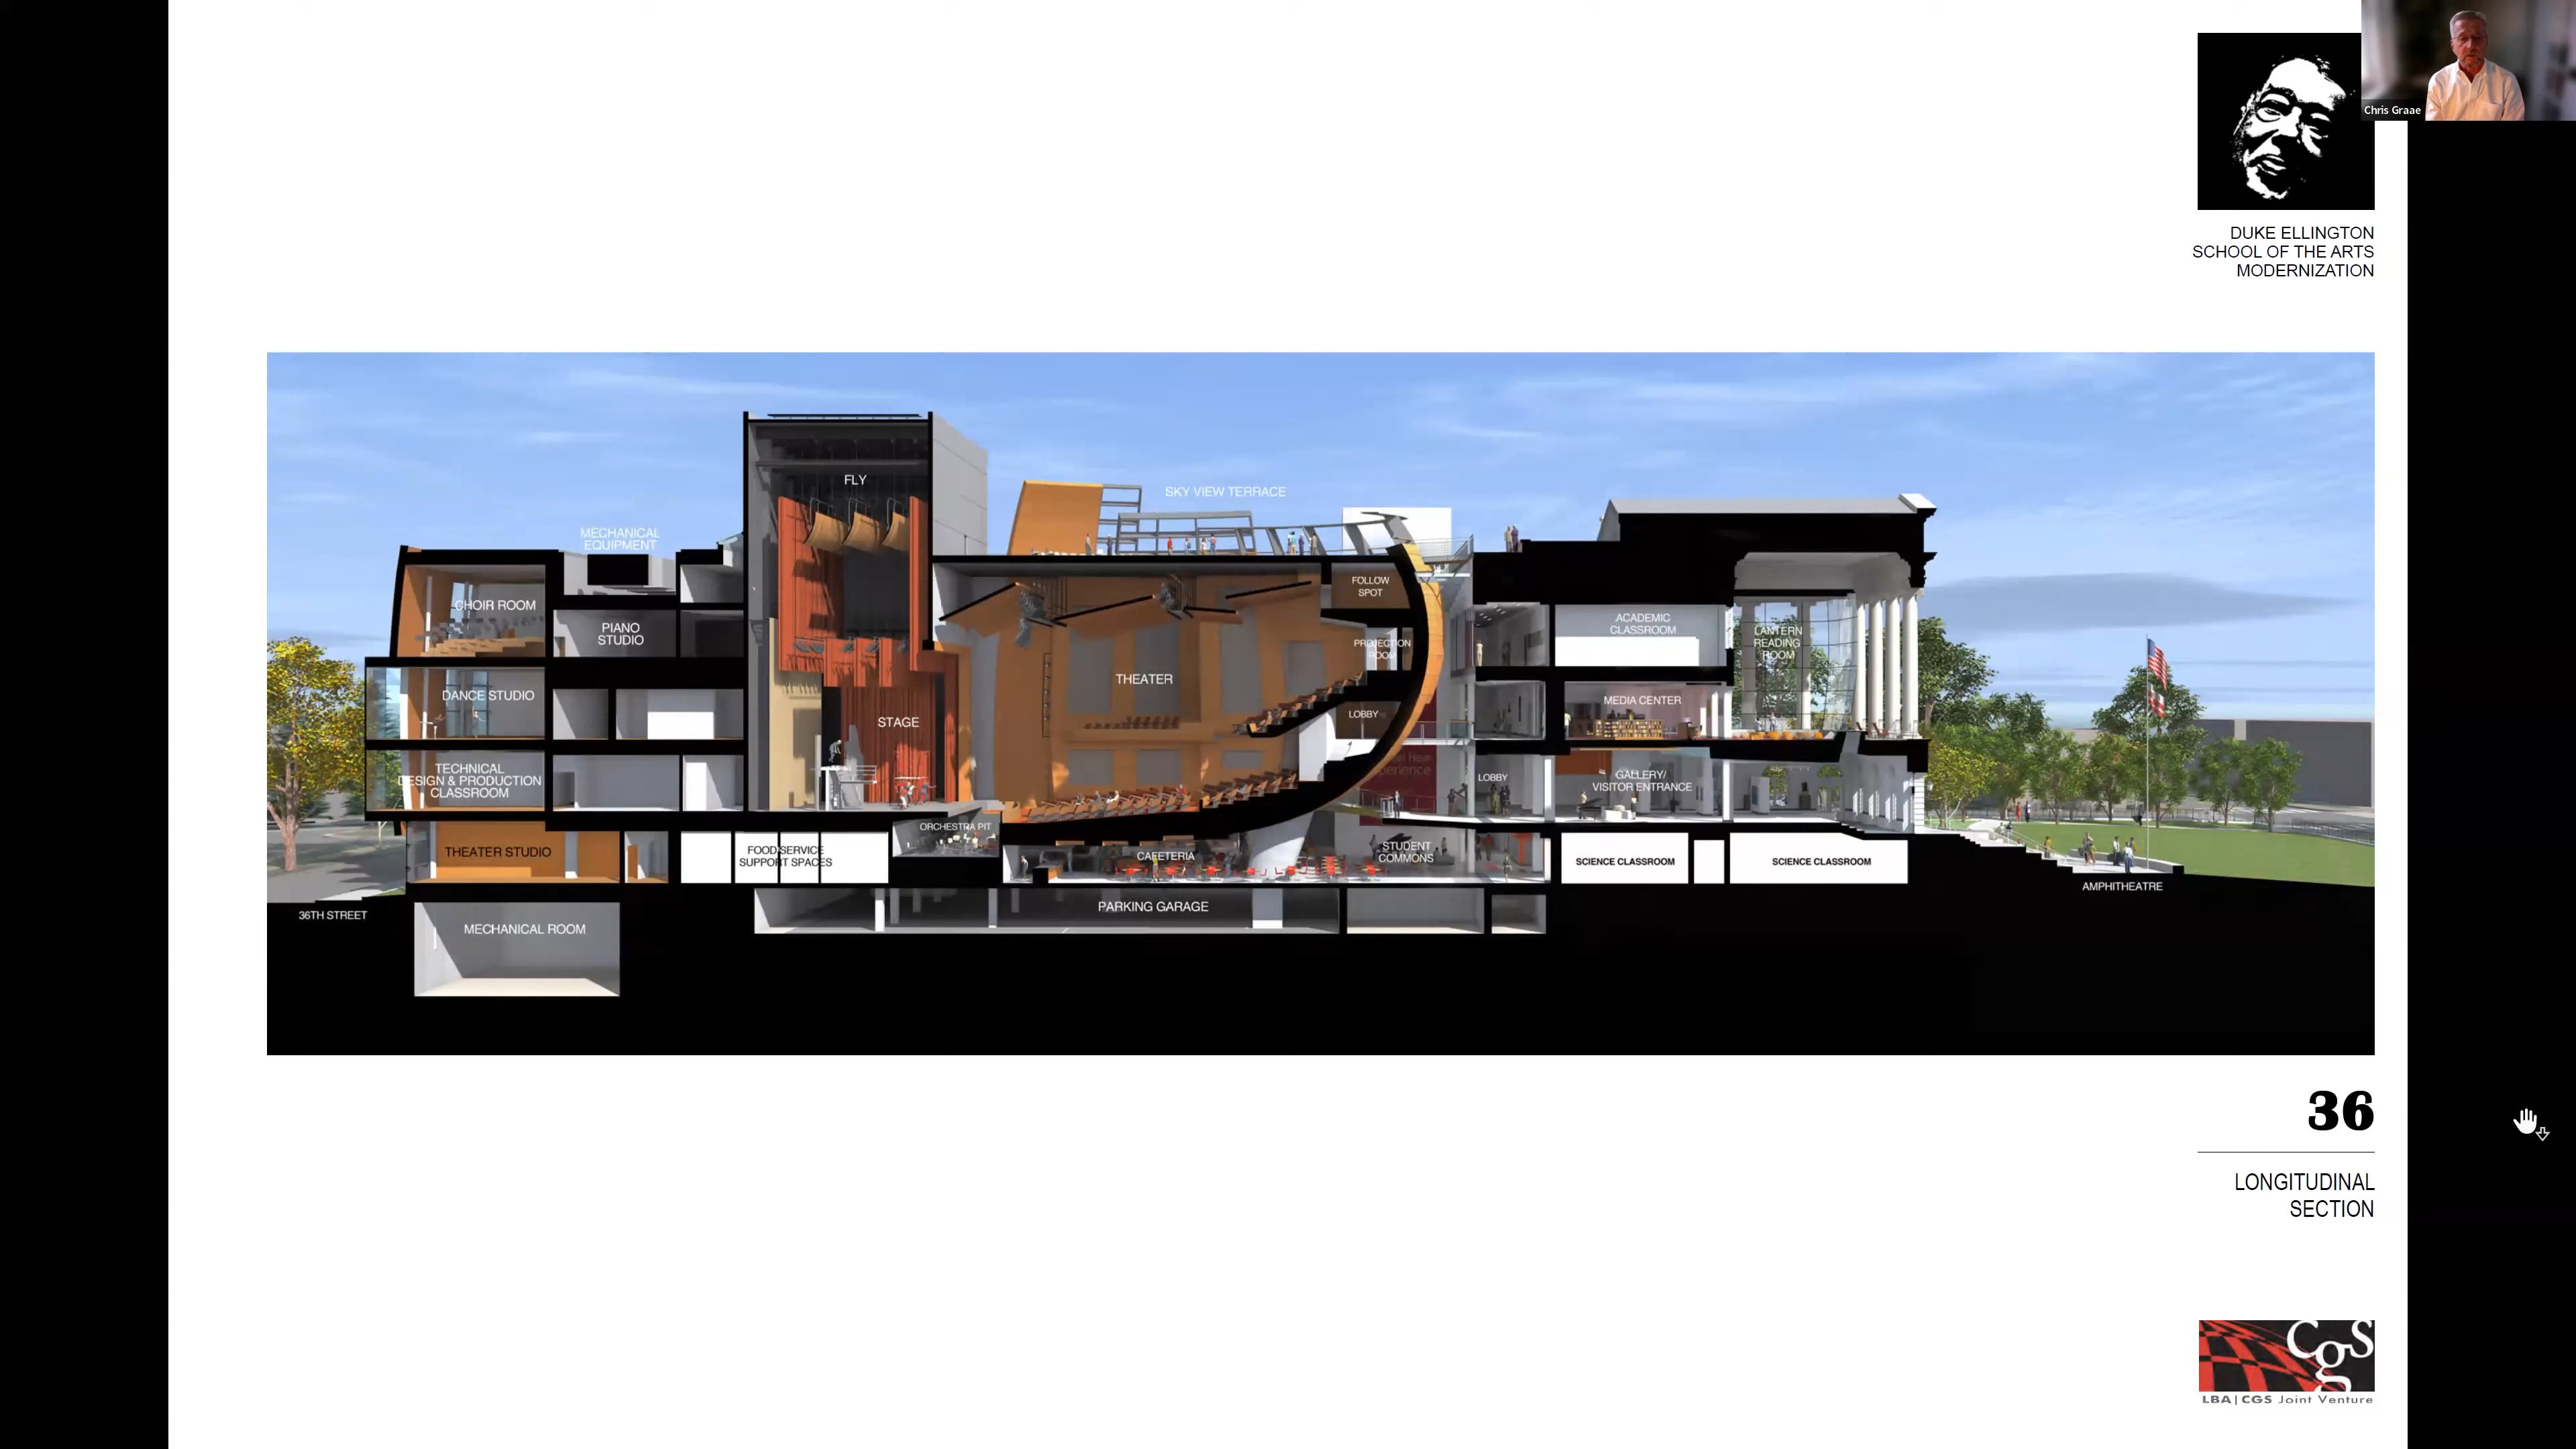 Chris Graae
DUKE ELLINGTON
SCHOOL OF THE ARTS
MODERNIZATION
FLY
SKY VIEW TERRACE
MECHANICAL
EQUIPMENT
CHOIR ROOM
PIANO
STUDIO
FOLLOW
SPOT
PROJECTION
ROOM
ACADEMIC
CLASSROOM
LANTERN
READING
ROOM
DANCE STUDIO
STAGE
THEATER
LOBBY
MEDIA CENTER
TECHNICAL
DESIGN & PRODUCTION
CLASSROOM
LOBBY
GALLERY/
VISITOR ENTRANCE
ORCHESTRA PIT
THEATER STUDIO
FOOD SERVICE
SUPPORT SPACES
CAFETERIA
STUDENT
COMMONS
SCIENCE CLASSROOM
SCIENCE CLASSROOM
AMPHITHEATRE
36TH STREET
MECHANICAL ROOM
PARKING GARAGE
36
LONGITUDINAL
SECTION
cgs
LBA|CGS Joint Venture